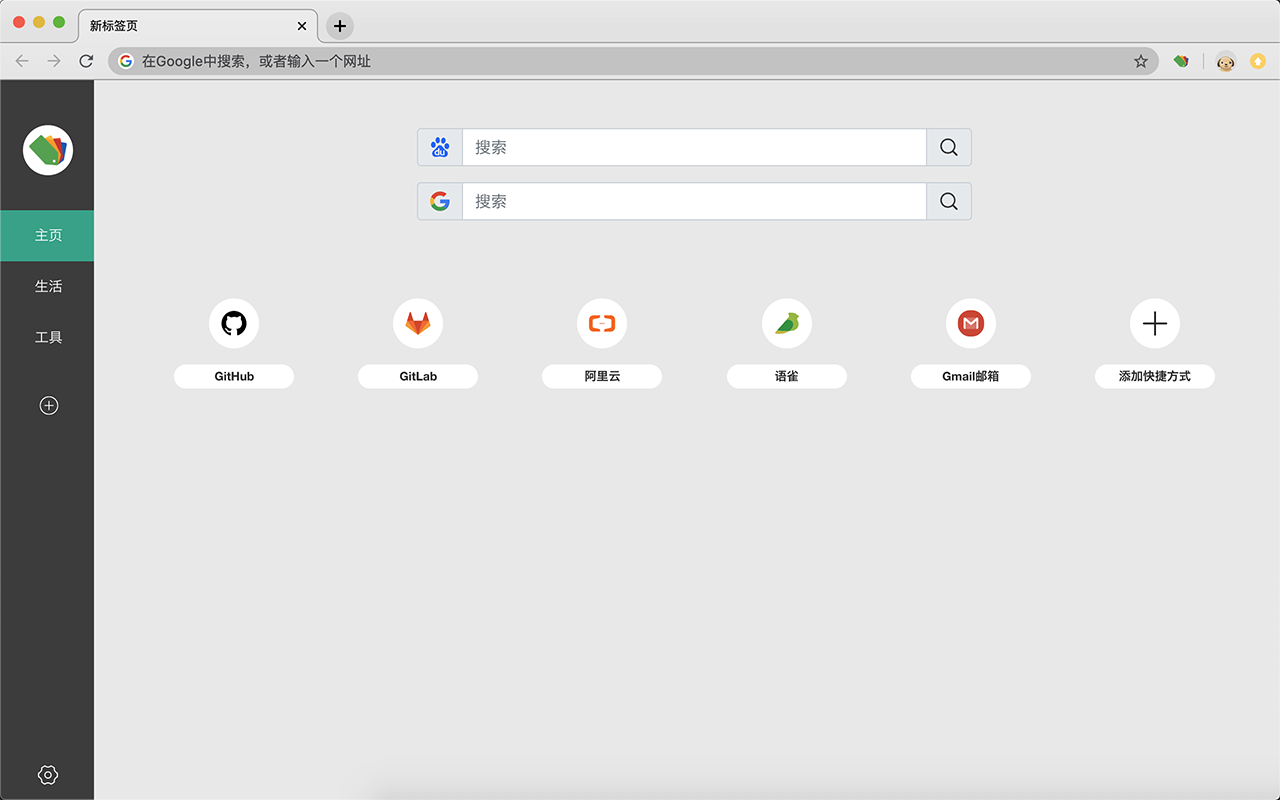 新标签页
在Google中搜索，或者输入一个网址
du
搜索
搜索
主页
生活
工具
GitHub
GitLab
阿里云
语雀
Gmail邮箱
添加快捷方式